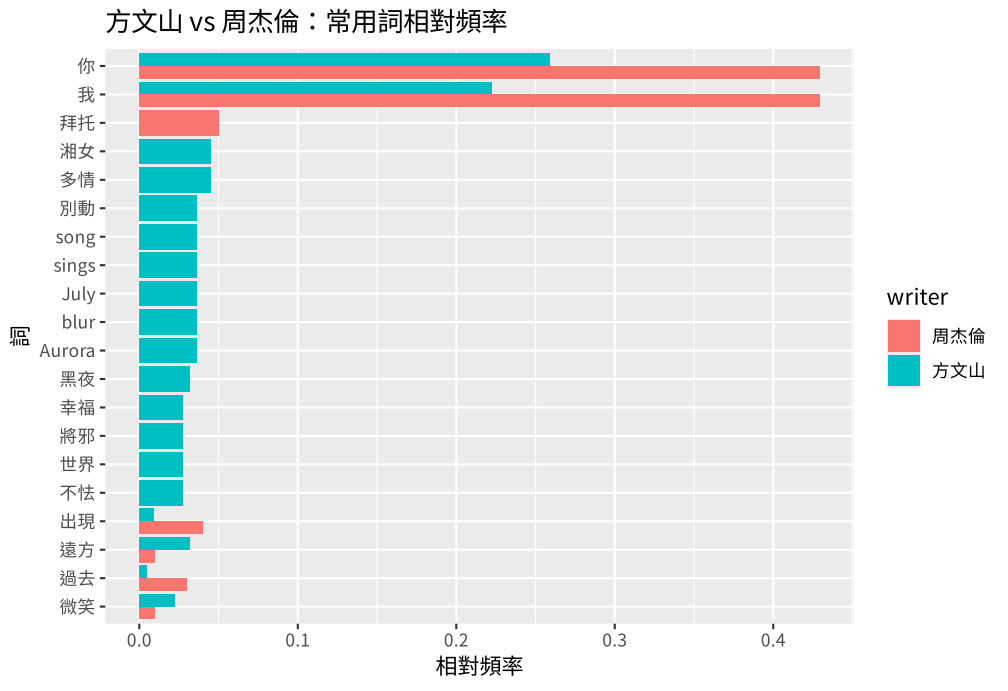 方文山 vs 周杰倫：常用詞相對頻率
你
我
拜托
湘女
多情
別動
song
sings
July
blur
Aurora
黑夜
幸福
將邪
世界
不怯
出現
遠方
過去
微笑
詞
0.0 0.1 0.2 0.3 0.4
相對頻率
writer
周杰倫
方文山